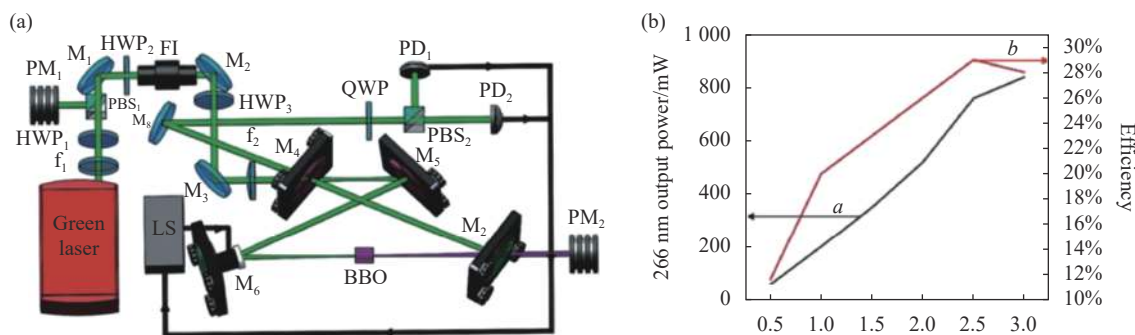 (a)
HWP2
M1
FI
M2
PM1
PBS1
HWP3
M8
HWP1
f1
f2
QWP
PD1
PD2
PBS2
M4
M5
M3
Green
laser
LS
M6
BBO
M2
PM2
(b)
266 nm output power/mW
1 000
800
600
400
200
0
a
b
30%
28%
26%
24%
22%
20%
18%
16%
14%
12%
10%
Efficiency
0.5 1.0 1.5 2.0 2.5 3.0